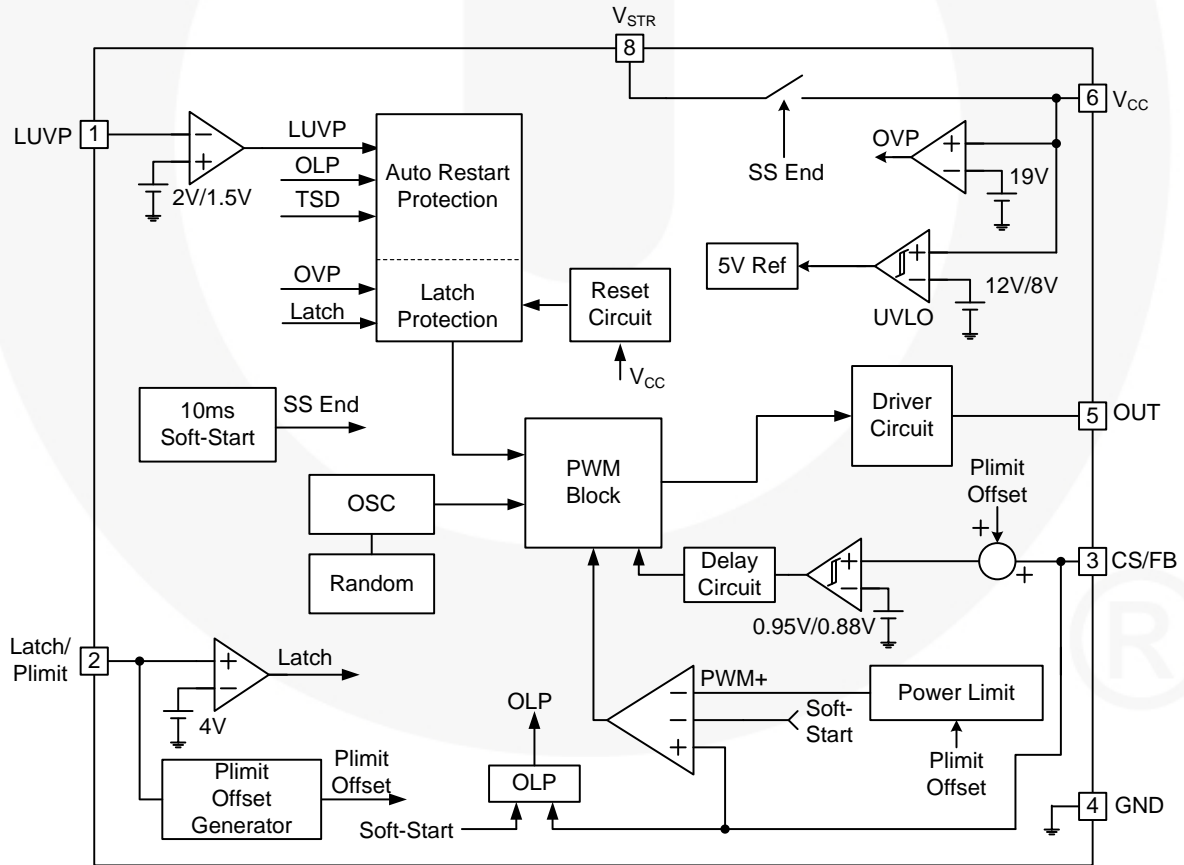 V_STR
8
6
V_CC
LUVP
1
−
+
2V/1.5V
LUVP
OLP
TSD
Auto Restart
Protection
OVP
Latch
Latch
Protection
Reset
Circuit
V_CC
SS End
OVP
+
−
19V
5V Ref
+
−
12V/8V
UVLO
10ms
Soft-Start
SS End
OSC
Random
PWM
Block
Driver
Circuit
5
OUT
Plimit
Offset
+
+
3
CS/FB
Delay
Circuit
+
−
0.95V/0.88V
Latch/
Plimit
2
+
−
4V
Latch
Plimit
Offset
Generator
Plimit
Offset
OLP
OLP
Soft-Start
−
−
+
PWM+
Soft-
Start
Power Limit
Plimit
Offset
4
GND
®